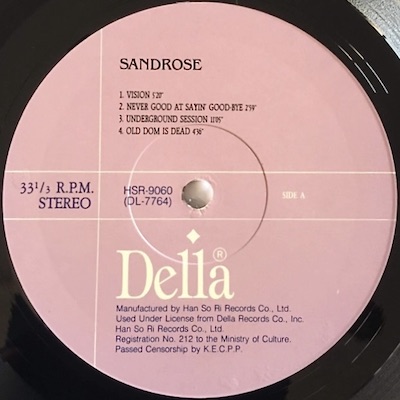 SANDROSE
1. VISION 5'20"
2. NEVER GOOD AT SAYIN' GOOD-BYE 2'59"
3. UNDERGROUND SESSION 11'05"
4. OLD DOM IS DEAD 4'36"
33 1/3 R.P.M.
STEREO
HSR-9060
(DL-7764)
SIDE A
Della®
Manufactured by Han So Ri Records Co., Ltd.
Used Under License from Della Records Co., Inc.
Han So Ri Records Co., Ltd.
Registration No. 212 to the Ministry of Culture.
Passed Censorship by K.E.C.P.P.